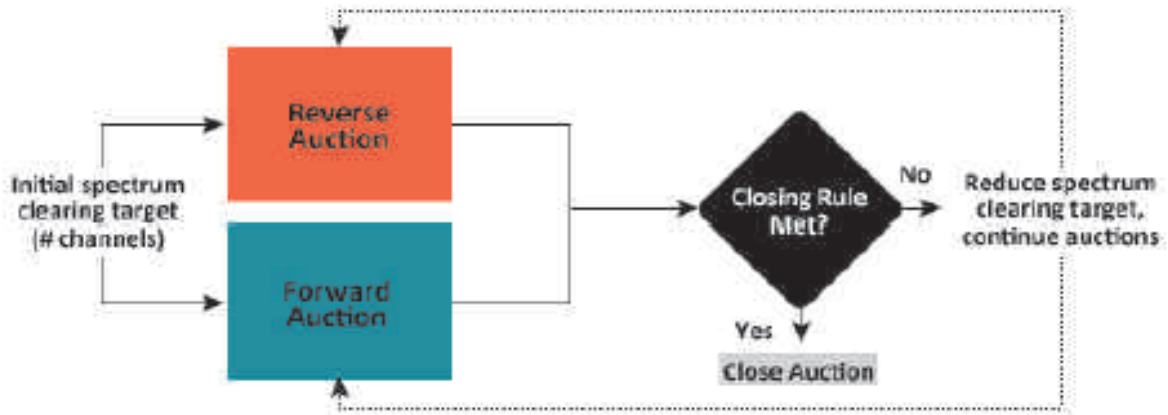 Reverse
Auction
Initial spectrum
clearing target
(# channels)
Forward
Auction
Closing Rule
Met?
No
Reduce spectrum
clearing target,
continue auctions
Yes
Close Auction